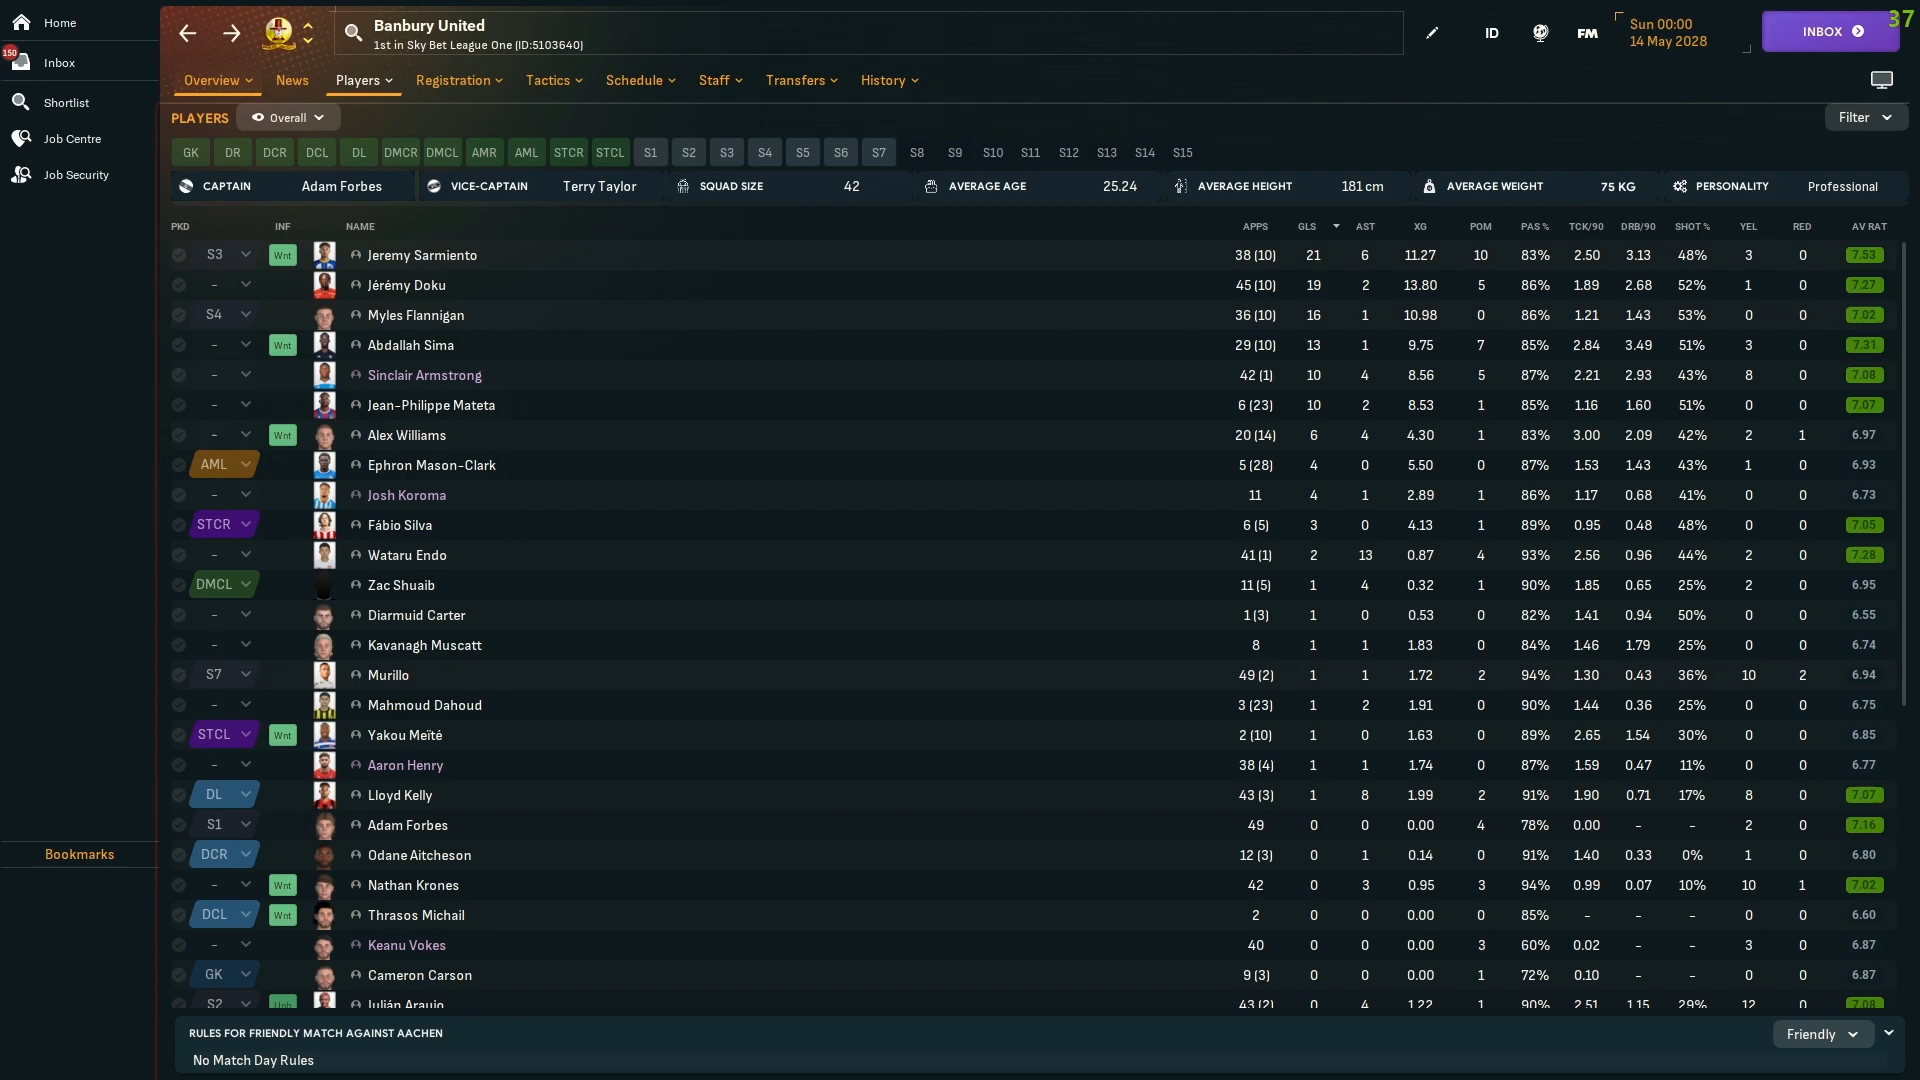 Home
150
Inbox
Shortlist
Job Centre
Job Security
Bookmarks
Banbury United
1st in Sky Bet League One (ID:5103640)
ID
FM
Sun 00:00
14 May 2028
INBOX
37
Overview News Players Registration Tactics Schedule Staff Transfers History
PLAYERS Overall Filter
GK DR DCR DCL DL DMCR DMCL AMR AML STCR STCL S1 S2 S3 S4 S5 S6 S7 S8 S9 S10 S11 S12 S13 S14 S15
CAPTAIN Adam Forbes VICE-CAPTAIN Terry Taylor SQUAD SIZE 42 AVERAGE AGE 25.24 AVERAGE HEIGHT 181 cm AVERAGE WEIGHT 75 KG PERSONALITY Professional
PKD INF NAME APPS GLS AST XG POM PAS % TCK/90 DRB/90 SHOT % YEL RED AV RAT
S3 Wnt Jeremy Sarmiento 38 (10) 21 6 11.27 10 83% 2.50 3.13 48% 3 0 7.53
- Jérémy Doku 45 (10) 19 2 13.80 5 86% 1.89 2.68 52% 1 0 7.27
S4 Myles Flannigan 36 (10) 16 1 10.98 0 86% 1.21 1.43 53% 0 0 7.02
- Wnt Abdallah Sima 29 (10) 13 1 9.75 7 85% 2.84 3.49 51% 3 0 7.31
- Sinclair Armstrong 42 (1) 10 4 8.56 5 87% 2.21 2.93 43% 8 0 7.08
- Jean-Philippe Mateta 6 (23) 10 2 8.53 1 85% 1.16 1.60 51% 0 0 7.07
- Wnt Alex Williams 20 (14) 6 4 4.30 1 83% 3.00 2.09 42% 2 1 6.97
AML Ephron Mason-Clark 5 (28) 4 0 5.50 0 87% 1.53 1.43 43% 1 0 6.93
- Josh Koroma 11 4 1 2.89 1 86% 1.17 0.68 41% 0 0 6.73
STCR Fábio Silva 6 (5) 3 0 4.13 1 89% 0.95 0.48 48% 0 0 7.05
- Wataru Endo 41 (1) 2 13 0.87 4 93% 2.56 0.96 44% 2 0 7.28
DMCL Zac Shuaib 11 (5) 1 4 0.32 1 90% 1.85 0.65 25% 2 0 6.95
- Diarmuid Carter 1 (3) 1 0 0.53 0 82% 1.41 0.94 50% 0 0 6.55
- Kavanagh Muscatt 8 1 1 1.83 0 84% 1.46 1.79 25% 0 0 6.74
S7 Murillo 49 (2) 1 1 1.72 2 94% 1.30 0.43 36% 10 2 6.94
- Mahmoud Dahoud 3 (23) 1 2 1.91 0 90% 1.44 0.36 25% 0 0 6.75
STCL Wnt Yakou Meïté 2 (10) 1 0 1.63 0 89% 2.65 1.54 30% 0 0 6.85
- Aaron Henry 38 (4) 1 1 1.74 0 87% 1.59 0.47 11% 0 0 6.77
DL Lloyd Kelly 43 (3) 1 8 1.99 2 91% 1.90 0.71 17% 8 0 7.07
S1 Adam Forbes 49 0 0 0.00 4 78% 0.00 - - 2 0 7.16
DCR Odane Aitcheson 12 (3) 0 1 0.14 0 91% 1.40 0.33 0% 1 0 6.80
- Wnt Nathan Krones 42 0 3 0.95 3 94% 0.99 0.07 10% 10 1 7.02
DCL Wnt Thrasos Michail 2 0 0 0.00 0 85% - - - 0 0 6.60
- Keanu Vokes 40 0 0 0.00 3 60% 0.02 - - 3 0 6.87
GK Cameron Carson 9 (3) 0 0 0.00 1 72% 0.10 - - 0 0 6.87
S2 Unh Julián Araujo 43 (2) 0 4 1.22 1 90% 2.51 1.15 29% 12 0 7.08
RULES FOR FRIENDLY MATCH AGAINST AACHEN Friendly
No Match Day Rules